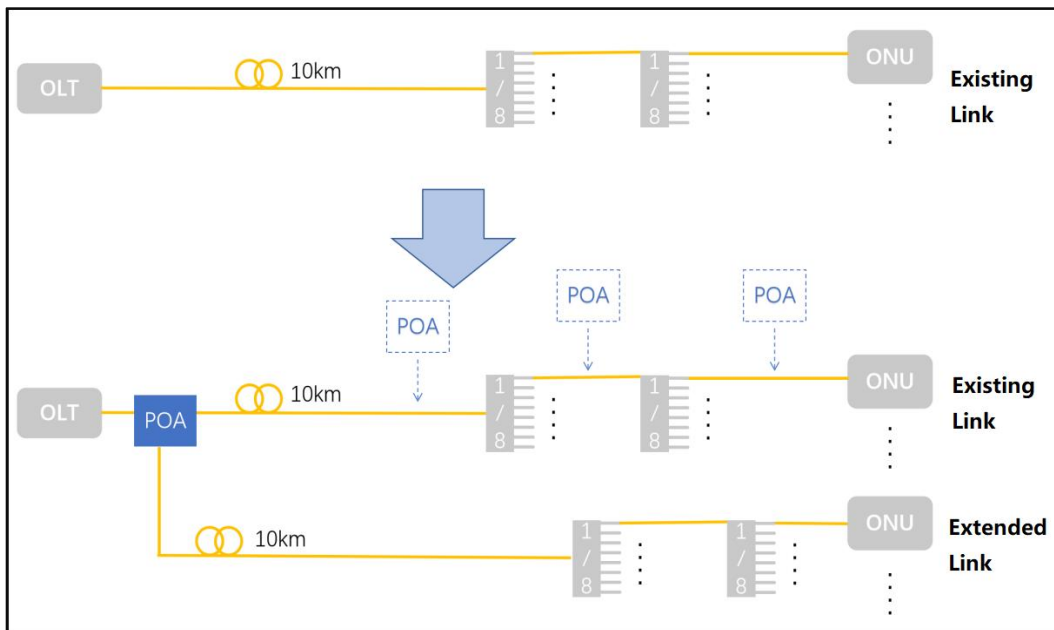 OLT
10km
1
/
8
1
/
8
ONU
Existing
Link
POA
POA
POA
OLT
POA
10km
1
/
8
1
/
8
ONU
Existing
Link
10km
1
/
8
1
/
8
ONU
Extended
Link